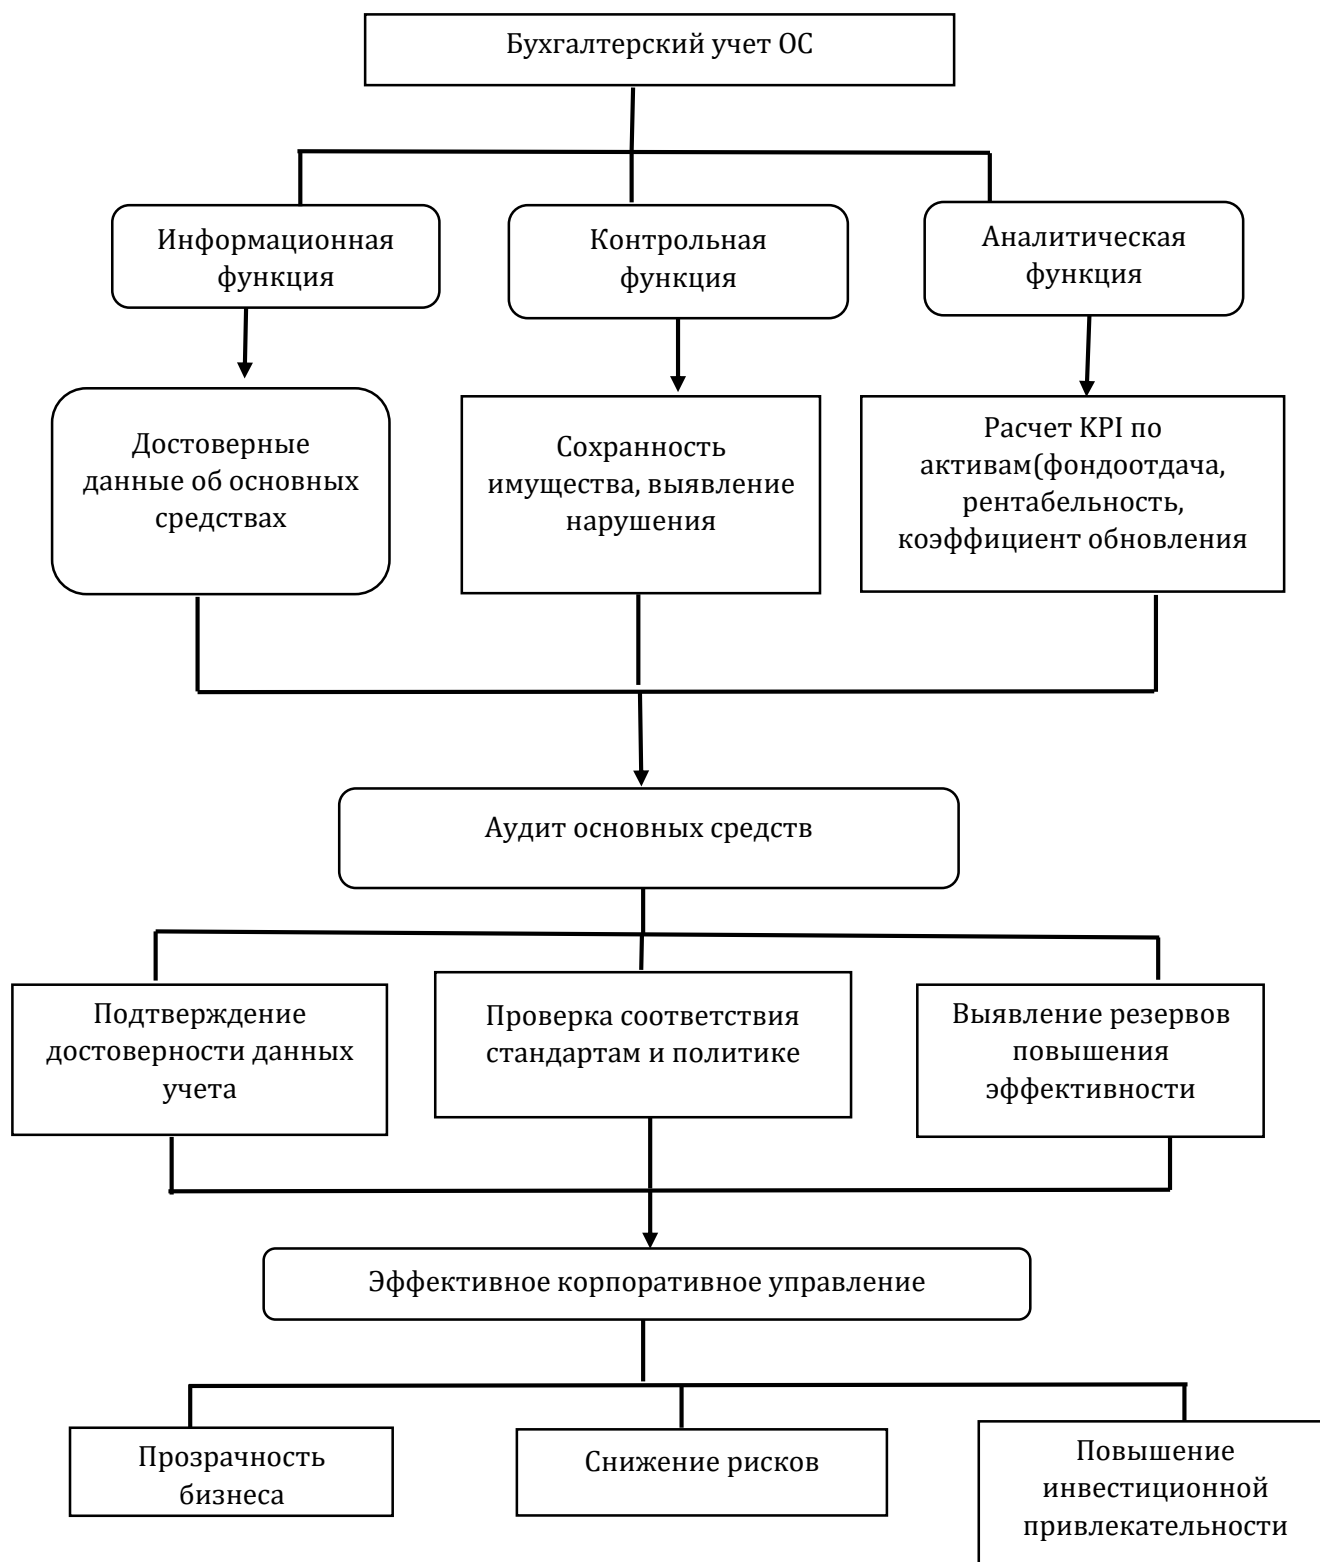 Бухгалтерский учет ОС
Информационная
функция
Контрольная
функция
Аналитическая
функция
Достоверные
данные об основных
средствах
Сохранность
имущества, выявление
нарушения
Расчет KPI по
активам(фондоотдача,
рентабельность,
коэффициент обновления
Аудит основных средств
Подтверждение
достоверности данных
учета
Проверка соответствия
стандартам и политике
Выявление резервов
повышения
эффективности
Эффективное корпоративное управление
Прозрачность
бизнеса
Снижение рисков
Повышение
инвестиционной
привлекательности